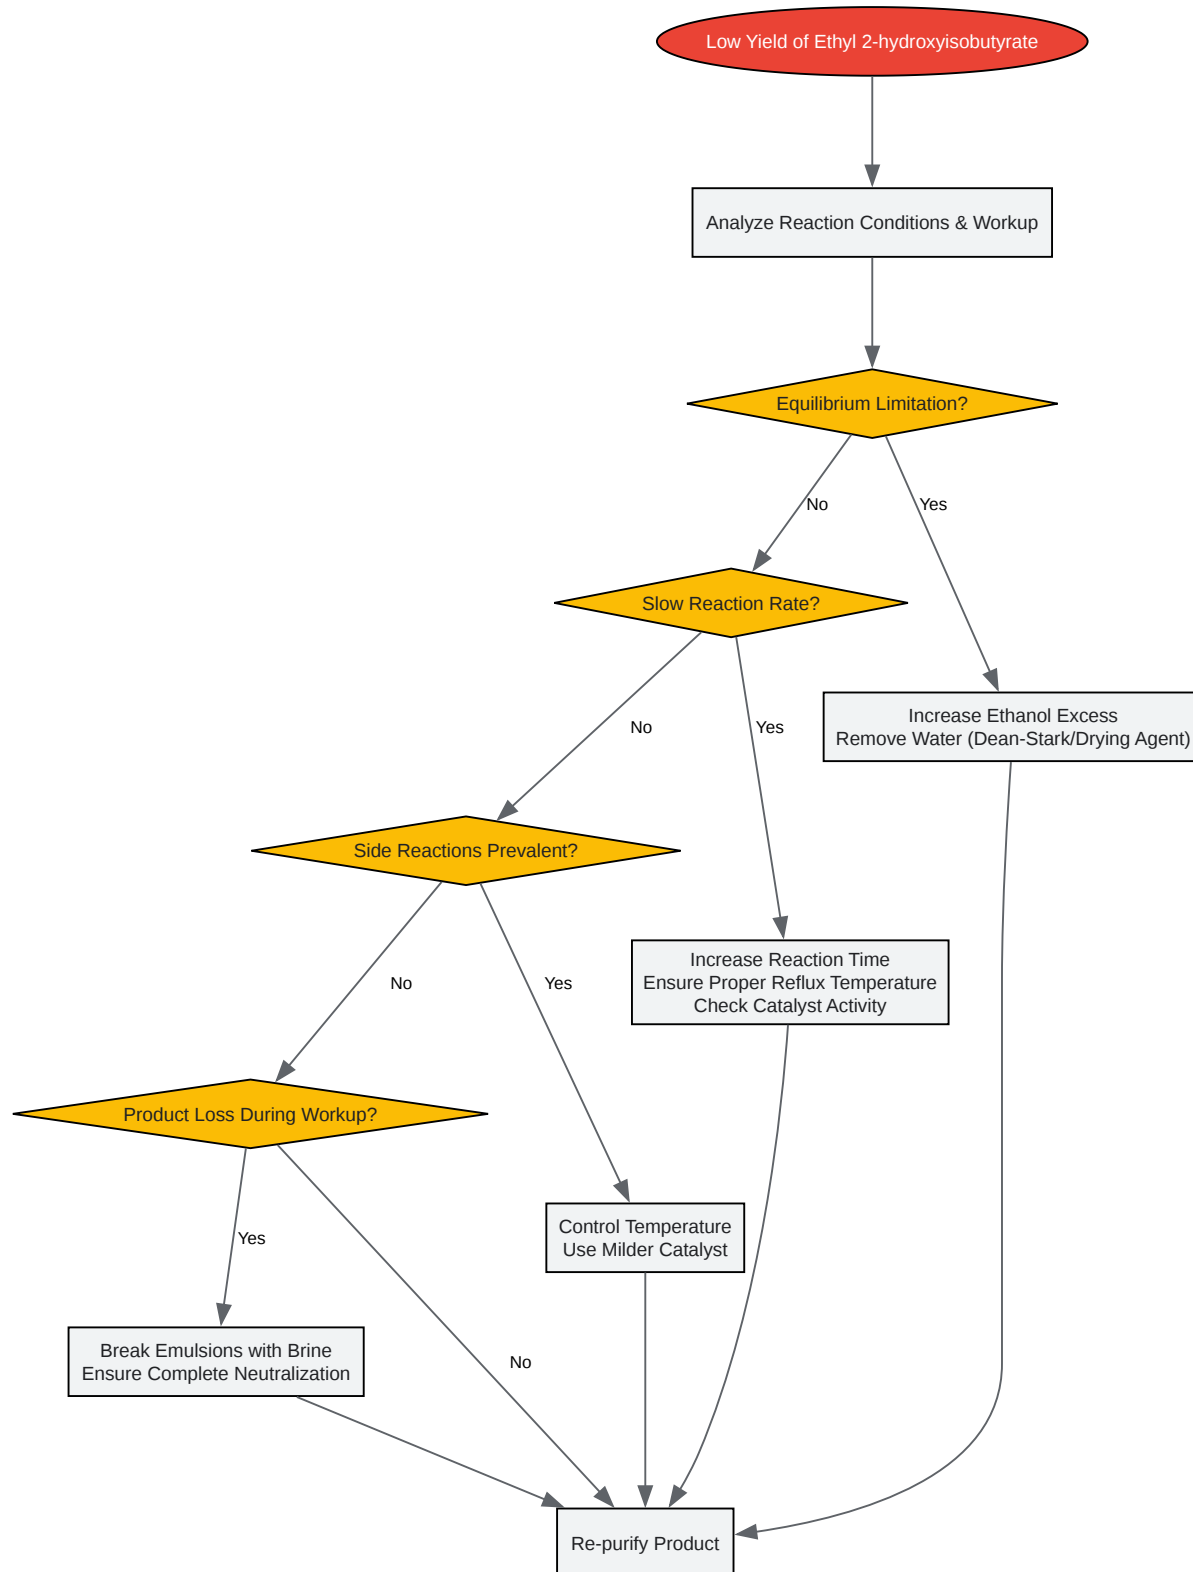 Low Yield of Ethyl 2-hydroxyisobutyrate
Analyze Reaction Conditions & Workup
Equilibrium Limitation?
No
Yes
Slow Reaction Rate?
Increase Ethanol Excess
Remove Water (Dean-Stark/Drying Agent)
No
Yes
Side Reactions Prevalent?
Increase Reaction Time
Ensure Proper Reflux Temperature
Check Catalyst Activity
No
Yes
Product Loss During Workup?
Control Temperature
Use Milder Catalyst
Yes
Break Emulsions with Brine
Ensure Complete Neutralization
No
Re-purify Product